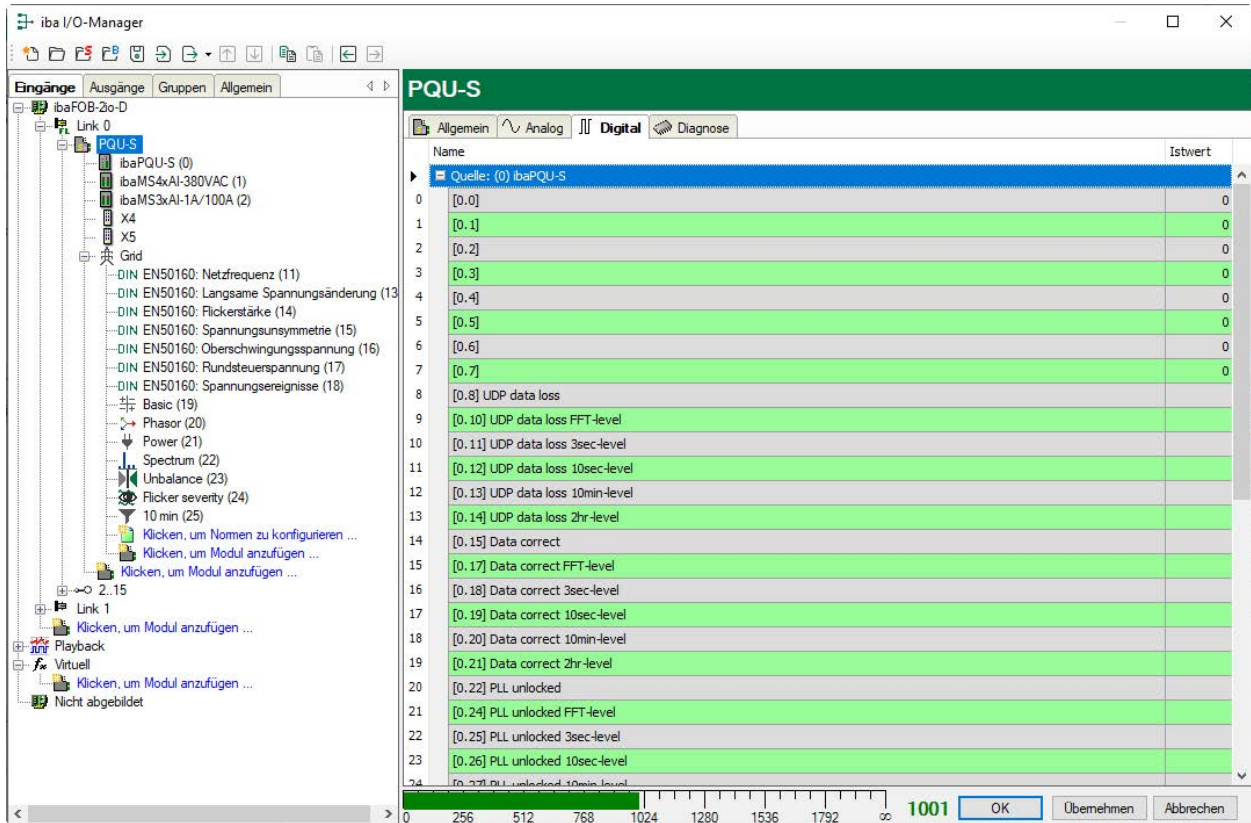 iba I/O-Manager
Eingänge Ausgänge Gruppen Allgemein
ibaFOB-2io-D
Link 0
PQU-S
ibaPQU-S (0)
ibaMS4xAI-380VAC (1)
ibaMS3xAI-1A/100A (2)
X4
X5
Grid
DIN EN50160: Netzfrequenz (11)
DIN EN50160: Langsame Spannungsänderung (13
DIN EN50160: Flickerstärke (14)
DIN EN50160: Spannungsunsymmetrie (15)
DIN EN50160: Oberschwingungsspannung (16)
DIN EN50160: Rundsteuerspannung (17)
DIN EN50160: Spannungsereignisse (18)
Basic (19)
Phasor (20)
Power (21)
Spectrum (22)
Unbalance (23)
Flicker severity (24)
10 min (25)
Klicken, um Normen zu konfigurieren ...
Klicken, um Modul anzufügen ...
Klicken, um Modul anzufügen ...
2..15
Link 1
Klicken, um Modul anzufügen ...
Playback
Virtuell
Klicken, um Modul anzufügen ...
Nicht abgebildet
PQU-S
Allgemein Analog Digital Diagnose
Name Istwert
Quelle: (0) ibaPQU-S
0 [0.0] 0
1 [0.1] 0
2 [0.2] 0
3 [0.3] 0
4 [0.4] 0
5 [0.5] 0
6 [0.6] 0
7 [0.7] 0
8 [0.8] UDP data loss
9 [0.10] UDP data loss FFT-level
10 [0.11] UDP data loss 3sec-level
11 [0.12] UDP data loss 10sec-level
12 [0.13] UDP data loss 10min-level
13 [0.14] UDP data loss 2hr-level
14 [0.15] Data correct
15 [0.17] Data correct FFT-level
16 [0.18] Data correct 3sec-level
17 [0.19] Data correct 10sec-level
18 [0.20] Data correct 10min-level
19 [0.21] Data correct 2hr-level
20 [0.22] PLL unlocked
21 [0.24] PLL unlocked FFT-level
22 [0.25] PLL unlocked 3sec-level
23 [0.26] PLL unlocked 10sec-level
24 [0.27] PLL unlocked 10min-level
0 256 512 768 1024 1280 1536 1792 ∞
1001 OK Übernehmen Abbrechen